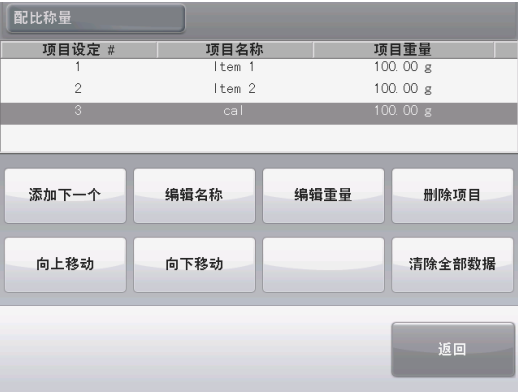 配比称量
项目设定 # 项目名称 项目重量
1 Item 1 100.00 g
2 Item 2 100.00 g
3 cal 100.00 g
添加下一个 编辑名称 编辑重量 删除项目
向上移动 向下移动 清除全部数据
返回